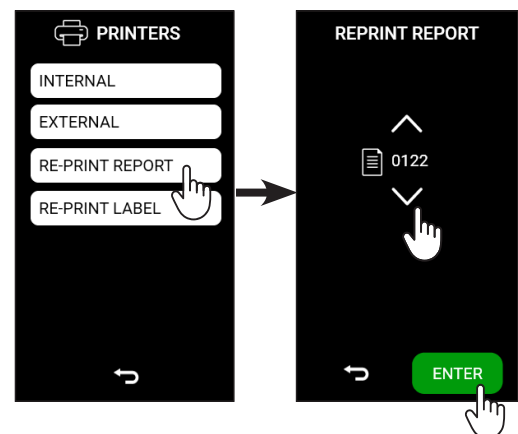 PRINTERS
INTERNAL
EXTERNAL
RE-PRINT REPORT
RE-PRINT LABEL
REPRINT REPORT
0122
ENTER